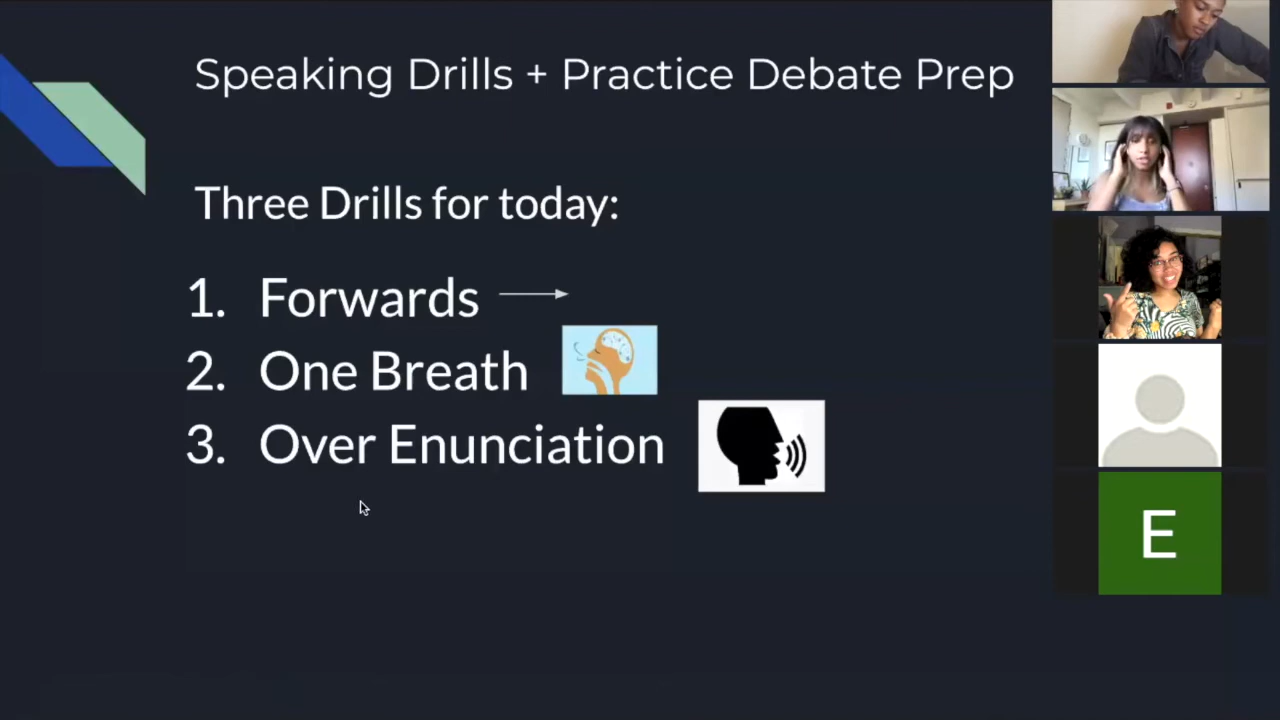 Speaking Drills + Practice Debate Prep
Three Drills for today:
1. Forwards
2. One Breath
3. Over Enunciation
E